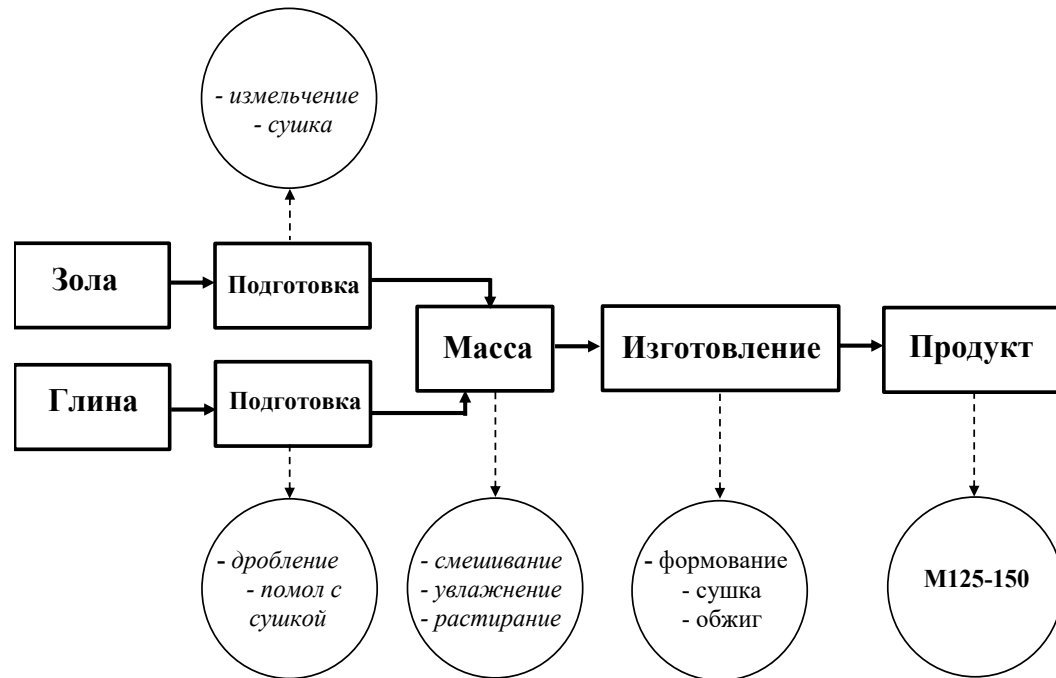 - измельчение
- сушка
Зола
Подготовка
Масса
Изготовление
Продукт
Глина
Подготовка
- дробление
- помол с
сушкой
- смешивание
- увлажнение
- растирание
- формование
- сушка
- обжиг
М125-150